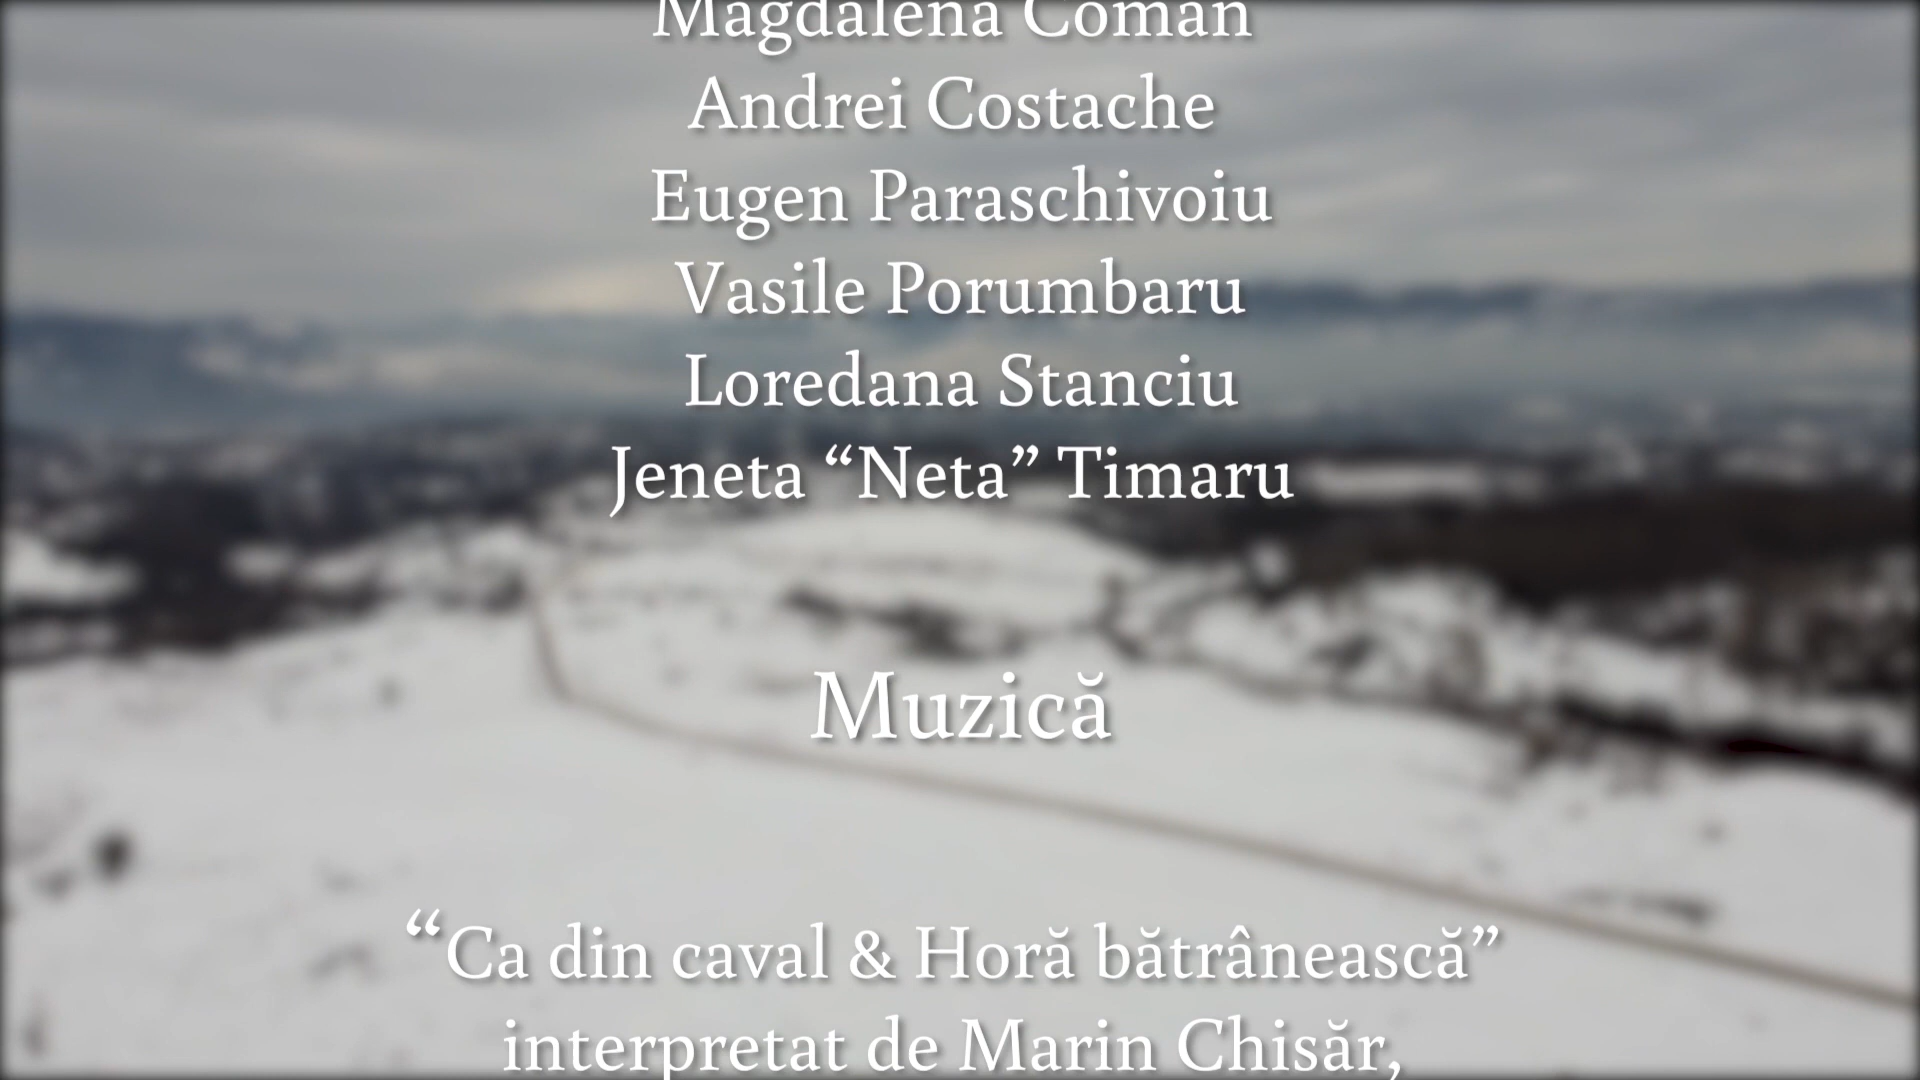 Magdalena Coman
Andrei Costache
Eugen Paraschivoiu
Vasile Porumbaru
Loredana Stanciu
Jeneta “Neta” Timaru
Muzică
“Ca din caval & Horă bătrânească”
interpretat de Marin Chisăr,